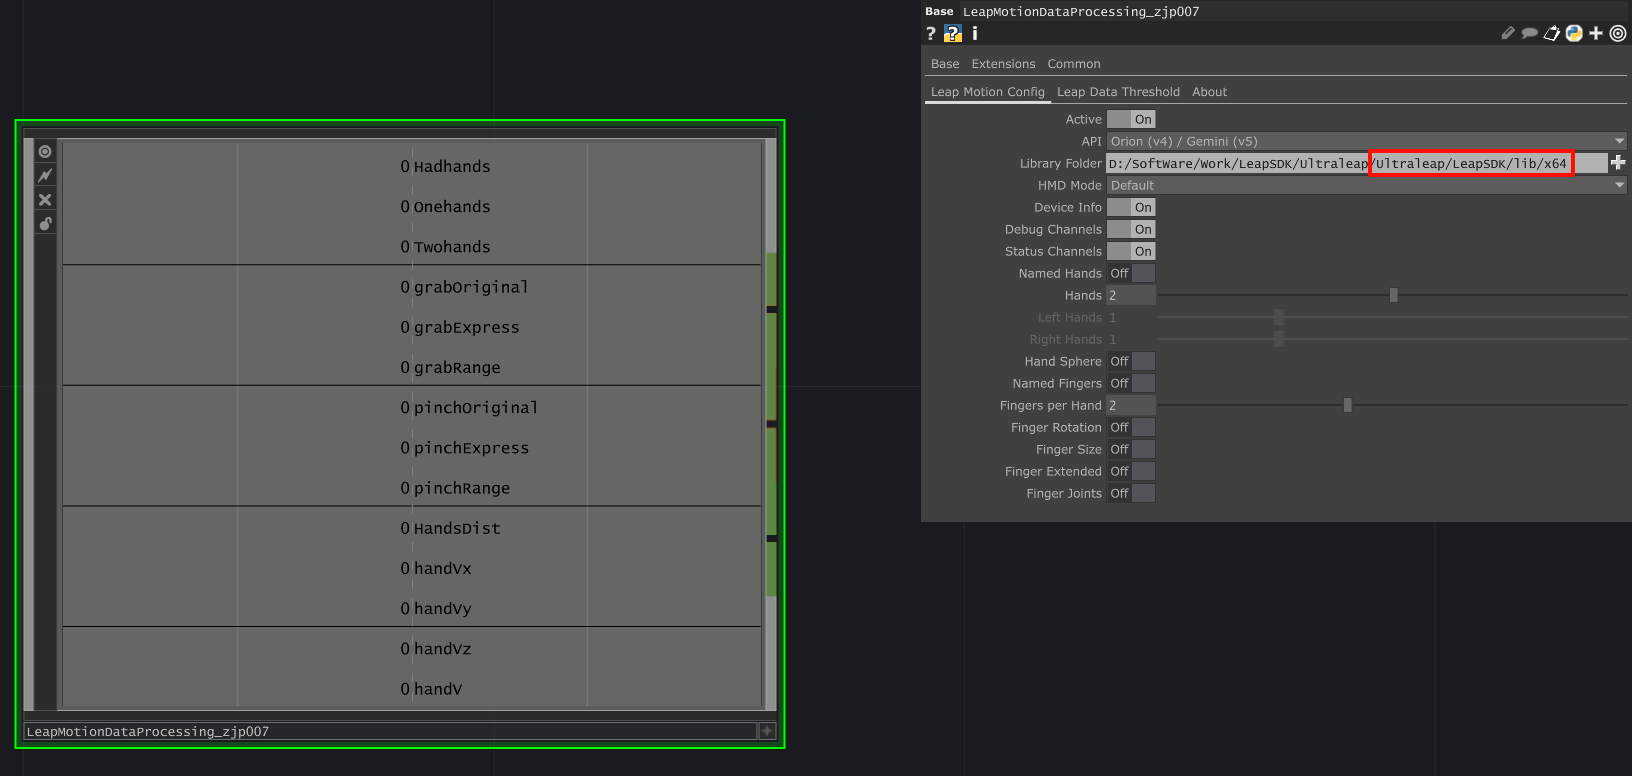 0 Hadhands
0 Onehands
0 Twohands
0 grabOriginal
0 grabExpress
0 grabRange
0 pinchOriginal
0 pinchExpress
0 pinchRange
0 HandsDist
0 handVx
0 handVy
0 handVz
0 handV
LeapMotionDataProcessing_zjp007
Base LeapMotionDataProcessing_zjp007
? ? i
Base Extensions Common
Leap Motion Config Leap Data Threshold About
Active On
API Orion (v4) / Gemini (v5)
Library Folder D:/SoftWare/Work/LeapSDK/Ultraleap/Ultraleap/LeapSDK/lib/x64
HMD Mode Default
Device Info On
Debug Channels On
Status Channels On
Named Hands Off
Hands 2
Left Hands 1
Right Hands 1
Hand Sphere Off
Named Fingers Off
Fingers per Hand 2
Finger Rotation Off
Finger Size Off
Finger Extended Off
Finger Joints Off